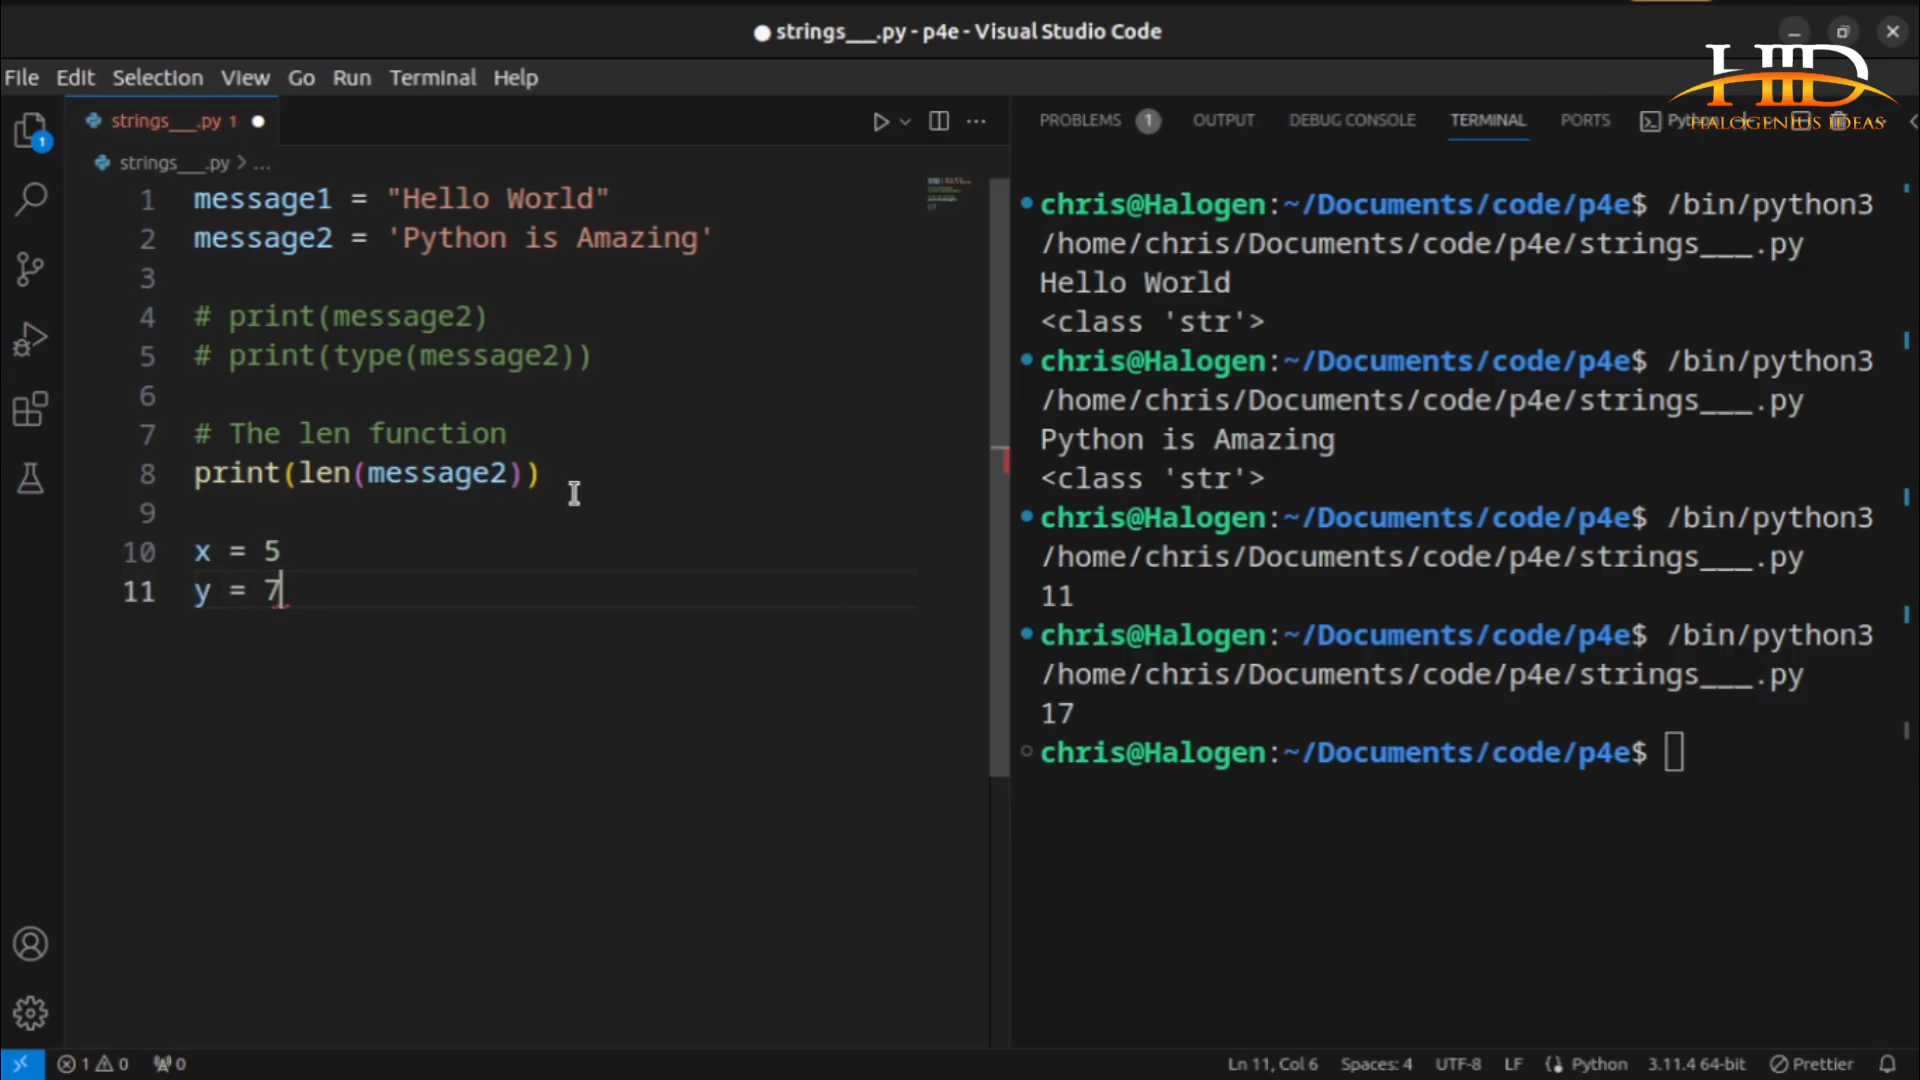 strings___.py - p4e - Visual Studio Code
File Edit Selection View Go Run Terminal Help
HID
HALOGENIUS IDEAS
strings___.py 1
PROBLEMS 1 OUTPUT DEBUG CONSOLE TERMINAL PORTS
strings___.py > ...
1 message1 = "Hello World"
2 message2 = 'Python is Amazing'
3
4 # print(message2)
5 # print(type(message2))
6
7 # The len function
8 print(len(message2))
9
10 x = 5
11 y = 7
chris@Halogen:~/Documents/code/p4e$ /bin/python3
/home/chris/Documents/code/p4e/strings___.py
Hello World
<class 'str'>
chris@Halogen:~/Documents/code/p4e$ /bin/python3
/home/chris/Documents/code/p4e/strings___.py
Python is Amazing
<class 'str'>
chris@Halogen:~/Documents/code/p4e$ /bin/python3
/home/chris/Documents/code/p4e/strings___.py
11
chris@Halogen:~/Documents/code/p4e$ /bin/python3
/home/chris/Documents/code/p4e/strings___.py
17
chris@Halogen:~/Documents/code/p4e$
1
1 0 0
Ln 11, Col 6 Spaces: 4 UTF-8 LF Python 3.11.4 64-bit Prettier